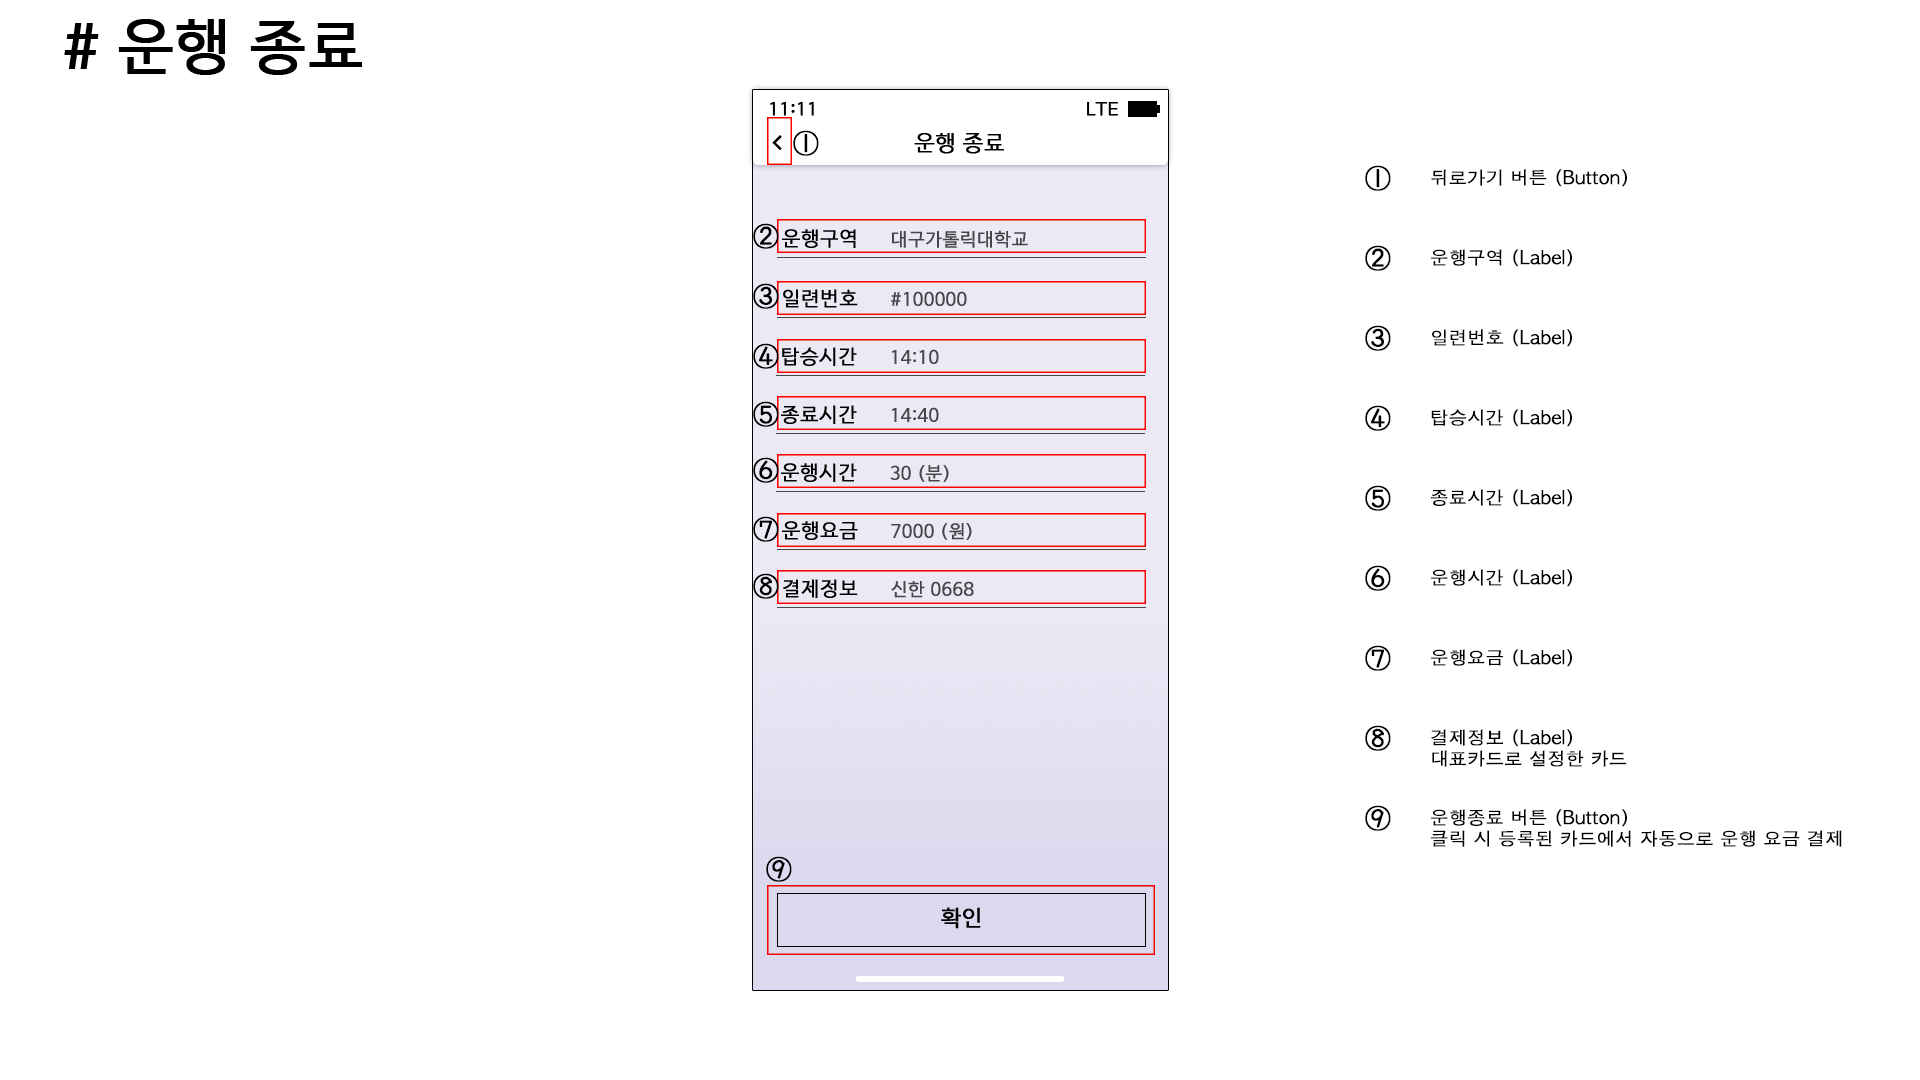 # 운행 종료
11:11 LTE
< ① 운행 종료
② 운행구역 대구가톨릭대학교
③ 일련번호 #100000
④ 탑승시간 14:10
⑤ 종료시간 14:40
⑥ 운행시간 30 (분)
⑦ 운행요금 7000 (원)
⑧ 결제정보 신한 0668
⑨
확인
① 뒤로가기 버튼 (Button)
② 운행구역 (Label)
③ 일련번호 (Label)
④ 탑승시간 (Label)
⑤ 종료시간 (Label)
⑥ 운행시간 (Label)
⑦ 운행요금 (Label)
⑧ 결제정보 (Label)
대표카드로 설정한 카드
⑨ 운행종료 버튼 (Button)
클릭 시 등록된 카드에서 자동으로 운행 요금 결제